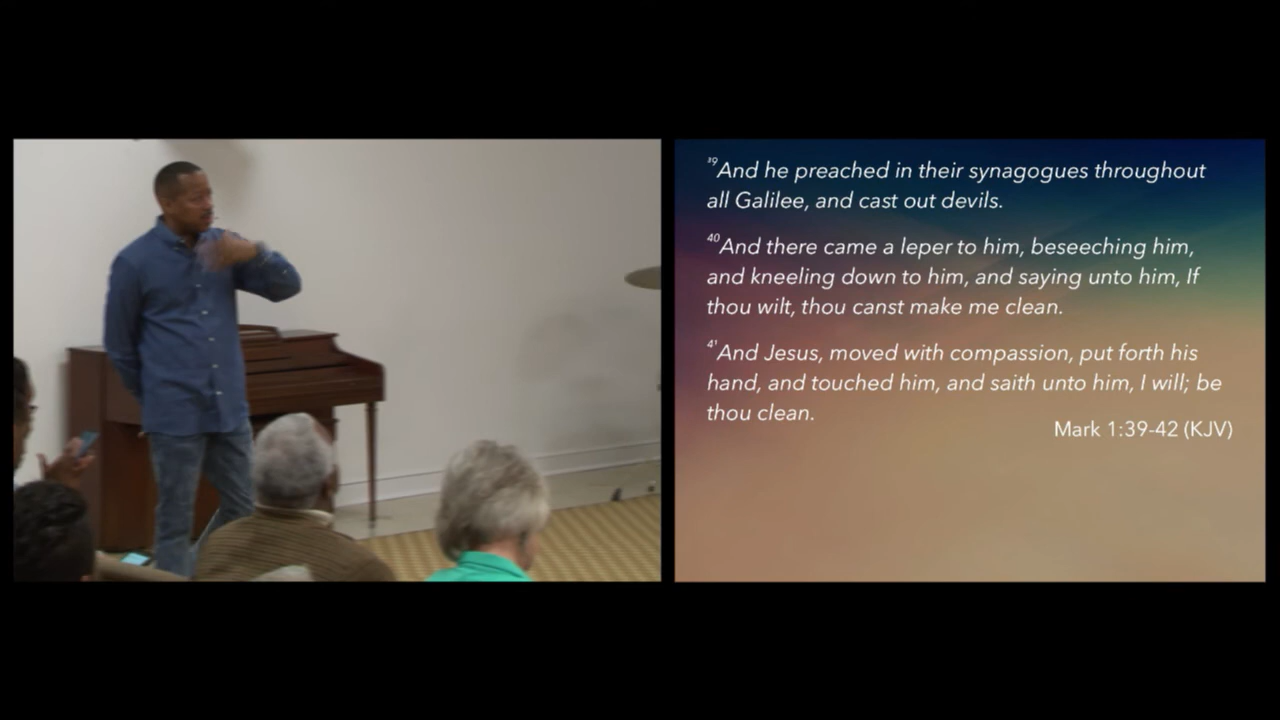 39And he preached in their synagogues throughout
all Galilee, and cast out devils.
40And there came a leper to him, beseeching him,
and kneeling down to him, and saying unto him, If
thou wilt, thou canst make me clean.
41And Jesus, moved with compassion, put forth his
hand, and touched him, and saith unto him, I will; be
thou clean.
Mark 1:39-42 (KJV)